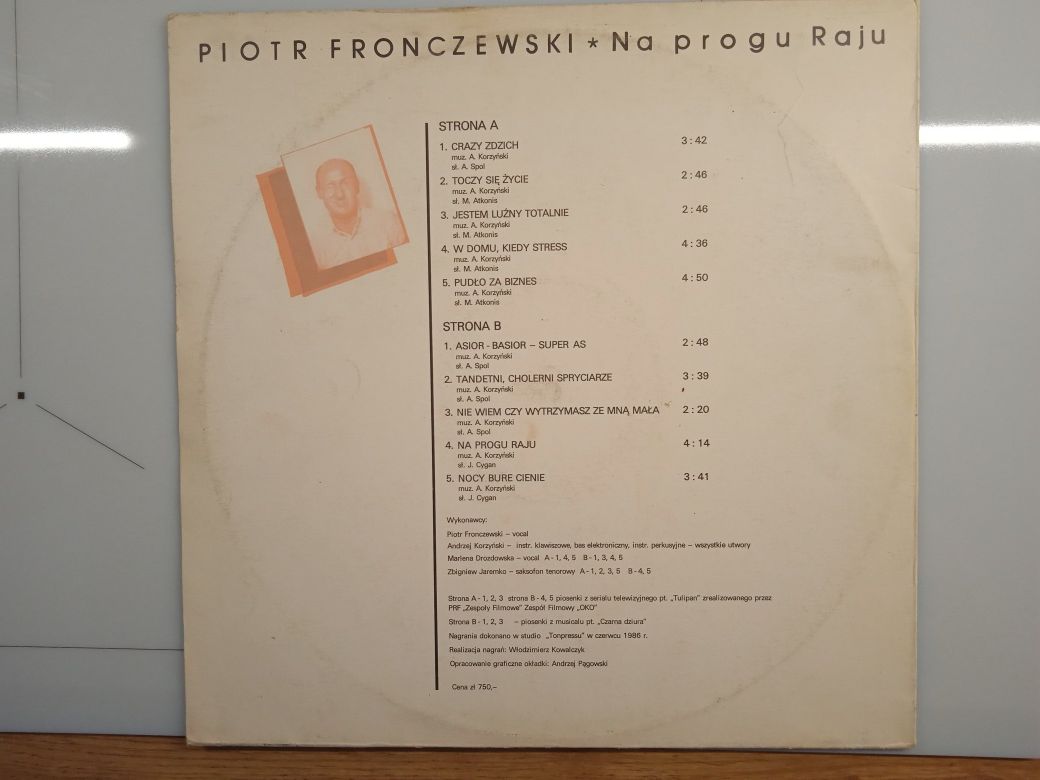 PIOTR FRONCZEWSKI * Na progu Raju
STRONA A
1. CRAZY ZDZICH 3:42
muz. A. Korzyński
sł. A. Spol
2. TOCZY SIĘ ŻYCIE 2:46
muz. A. Korzyński
sł. M. Atkonis
3. JESTEM LUŹNY TOTALNIE 2:46
muz. A. Korzyński
sł. M. Atkonis
4. W DOMU, KIEDY STRESS 4:36
muz. A. Korzyński
sł. M. Atkonis
5. PUDŁO ZA BIZNES 4:50
muz. A. Korzyński
sł. M. Atkonis
STRONA B
1. ASIOR - BASIOR – SUPER AS 2:48
muz. A. Korzyński
sł. A. Spol
2. TANDETNI, CHOLERNI SPRYCIARZE 3:39
muz. A. Korzyński
sł. A. Spol
3. NIE WIEM CZY WYTRZYMASZ ZE MNĄ MAŁA 2:20
muz. A. Korzyński
sł. A. Spol
4. NA PROGU RAJU 4:14
muz. A. Korzyński
sł. J. Cygan
5. NOCY BURE CIENIE 3:41
muz. A. Korzyński
sł. J. Cygan
Wykonawcy:
Piotr Fronczewski – vocal
Andrzej Korzyński – instr. klawiszowe, bas elektroniczny, instr. perkusyjne – wszystkie utwory
Marlena Drozdowska – vocal A - 1, 4, 5 B - 1, 3, 4, 5
Zbigniew Jaremko – saksofon tenorowy A - 1, 2, 3, 5 B - 4, 5
Strona A - 1, 2, 3 strona B - 4, 5 piosenki z serialu telewizyjnego pt. „Tulipan" zrealizowanego przez
PRF „Zespoły Filmowe" Zespół Filmowy „OKO"
Strona B - 1, 2, 3 – piosenki z musicalu pt. „Czarna dziura"
Nagrania dokonano w studio „Tonpressu" w czerwcu 1986 r.
Realizacja nagrań: Włodzimierz Kowalczyk
Opracowanie graficzne okładki: Andrzej Pągowski
Cena zł 750,–